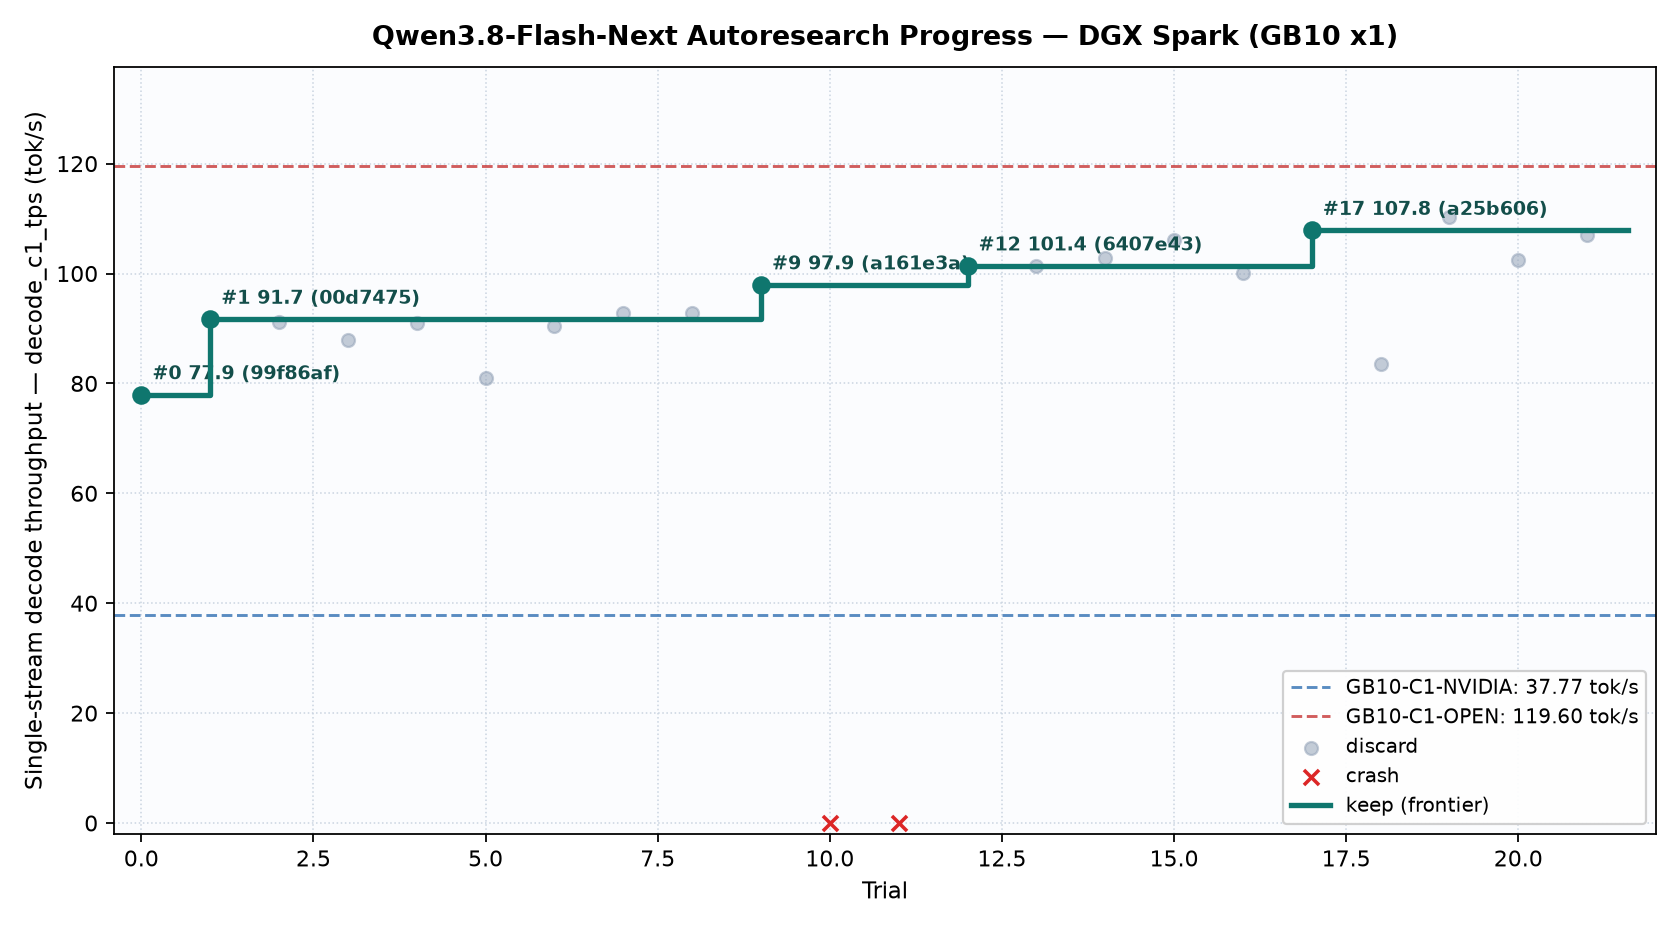 Qwen3.8-Flash-Next Autoresearch Progress — DGX Spark (GB10 x1)
Single-stream decode throughput — decode_c1_tps (tok/s)
120
100
80
60
40
20
0
#0 77.9 (99f86af)
#1 91.7 (00d7475)
#9 97.9 (a161e3a)
#12 101.4 (6407e43)
#17 107.8 (a25b606)
GB10-C1-NVIDIA: 37.77 tok/s
GB10-C1-OPEN: 119.60 tok/s
discard
crash
keep (frontier)
0.0 2.5 5.0 7.5 10.0 12.5 15.0 17.5 20.0
Trial